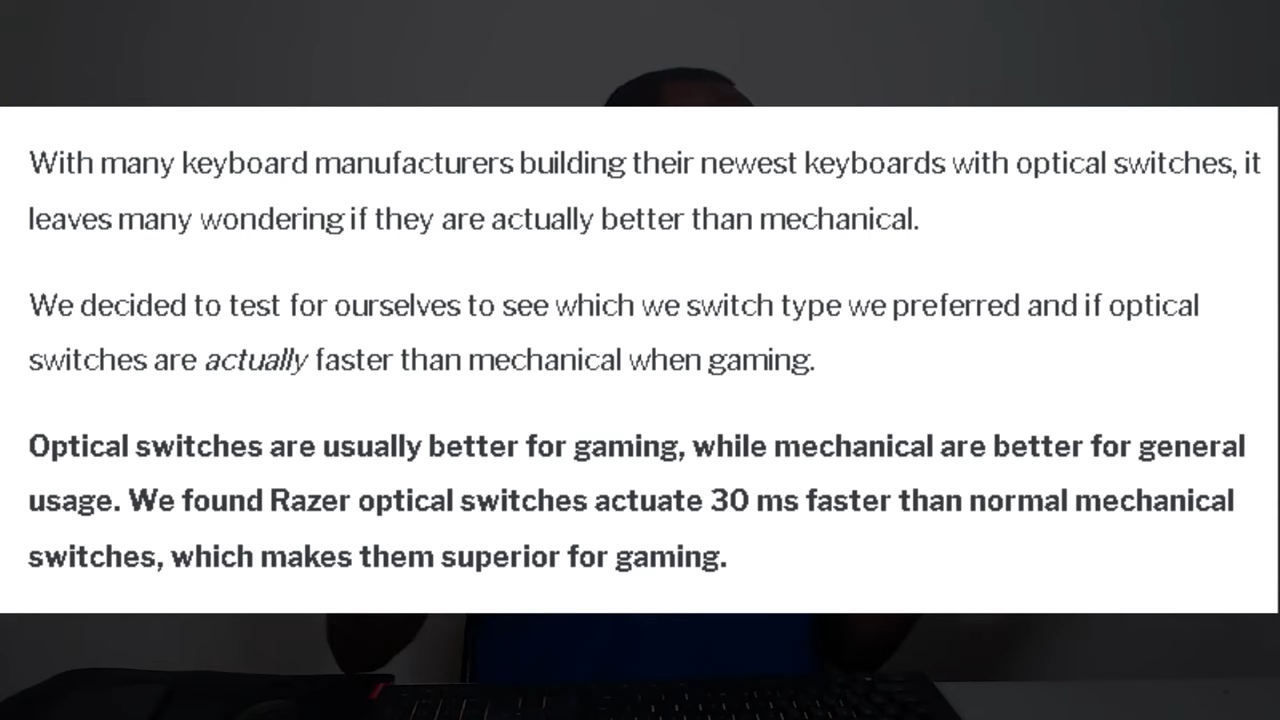 With many keyboard manufacturers building their newest keyboards with optical switches, it
leaves many wondering if they are actually better than mechanical.
We decided to test for ourselves to see which we switch type we preferred and if optical
switches are actually faster than mechanical when gaming.
Optical switches are usually better for gaming, while mechanical are better for general
usage. We found Razer optical switches actuate 30 ms faster than normal mechanical
switches, which makes them superior for gaming.